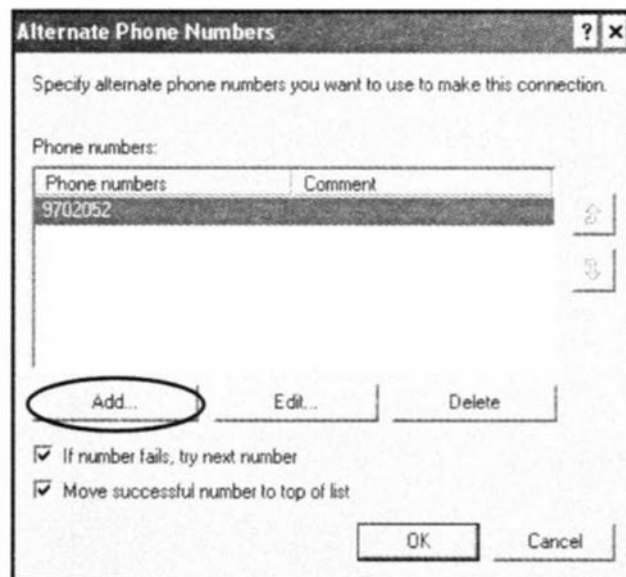 Alternate Phone Numbers ? ×
Specify alternate phone numbers you want to use to make this connection.
Phone numbers:
Phone numbers Comment
9702052
Add... Edit... Delete
If number fails, try next number
Move successful number to top of list
OK Cancel